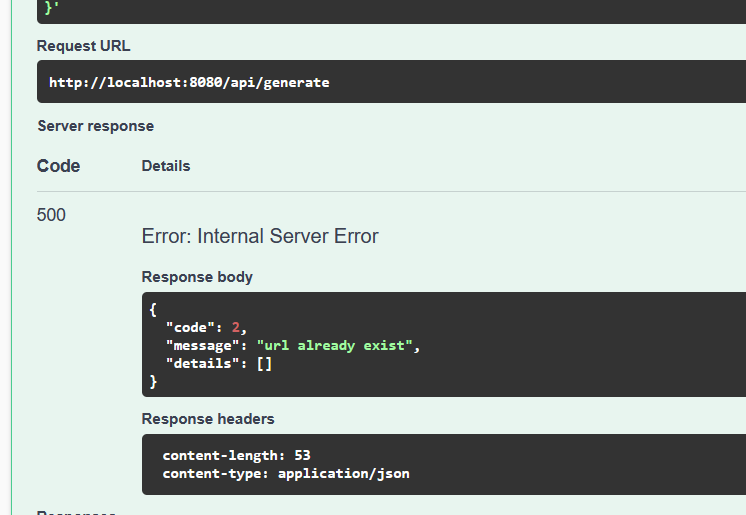 }'
Request URL
http://localhost:8080/api/generate
Server response
Code Details
500
Error: Internal Server Error
Response body
{
"code": 2,
"message": "url already exist",
"details": []
}
Response headers
content-length: 53
content-type: application/json
Responses